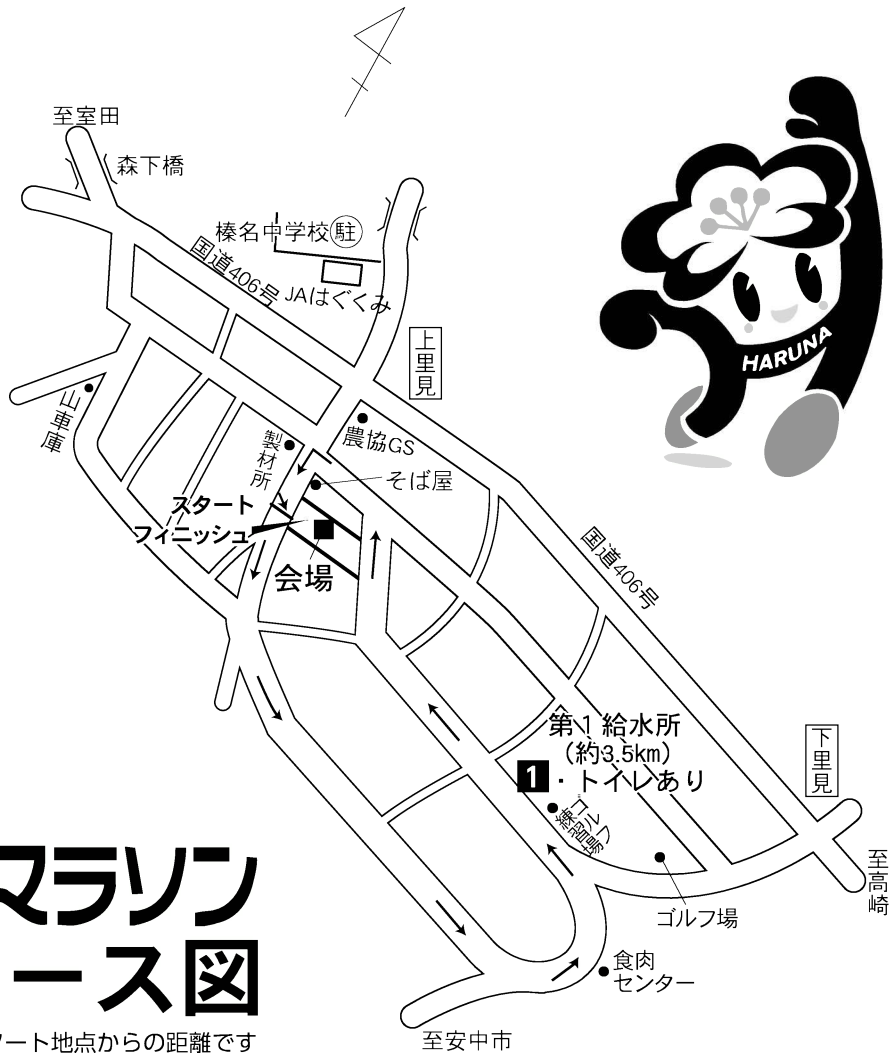 至室田
森下橋
榛名中学校駐
国道406号
JAはぐくみ
上里見
HARUNA
山車庫
製材所
農協GS
そば屋
スタート
フィニッシュ
会場
国道406号
第1給水所
(約3.5km)
1・トイレあり
ゴルフ練習場
下里見
至高崎
ゴルフ場
食肉
センター
至安中市
マラソン
ース図
ート地点からの距離です